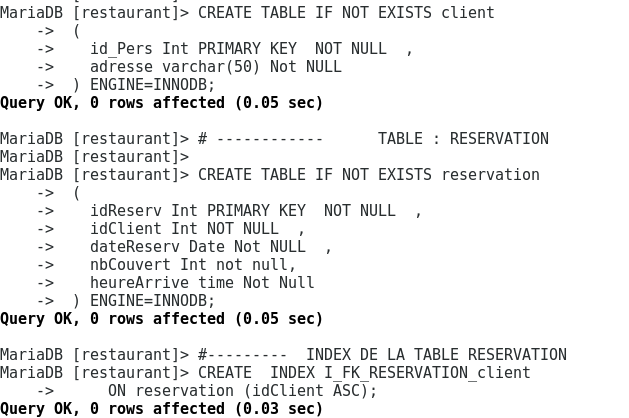 MariaDB [restaurant]> CREATE TABLE IF NOT EXISTS client
    ->  (
    ->    id_Pers Int PRIMARY KEY  NOT NULL  ,
    ->    adresse varchar(50) Not NULL
    ->  ) ENGINE=INNODB;
Query OK, 0 rows affected (0.05 sec)

MariaDB [restaurant]> # ------------      TABLE : RESERVATION
MariaDB [restaurant]>
MariaDB [restaurant]> CREATE TABLE IF NOT EXISTS reservation
    ->  (
    ->    idReserv Int PRIMARY KEY  NOT NULL  ,
    ->    idClient Int NOT NULL  ,
    ->    dateReserv Date Not NULL  ,
    ->    nbCouvert Int not null,
    ->    heureArrive time Not Null
    ->  ) ENGINE=INNODB;
Query OK, 0 rows affected (0.05 sec)

MariaDB [restaurant]> #---------  INDEX DE LA TABLE RESERVATION
MariaDB [restaurant]> CREATE  INDEX I_FK_RESERVATION_client
    ->      ON reservation (idClient ASC);
Query OK, 0 rows affected (0.03 sec)